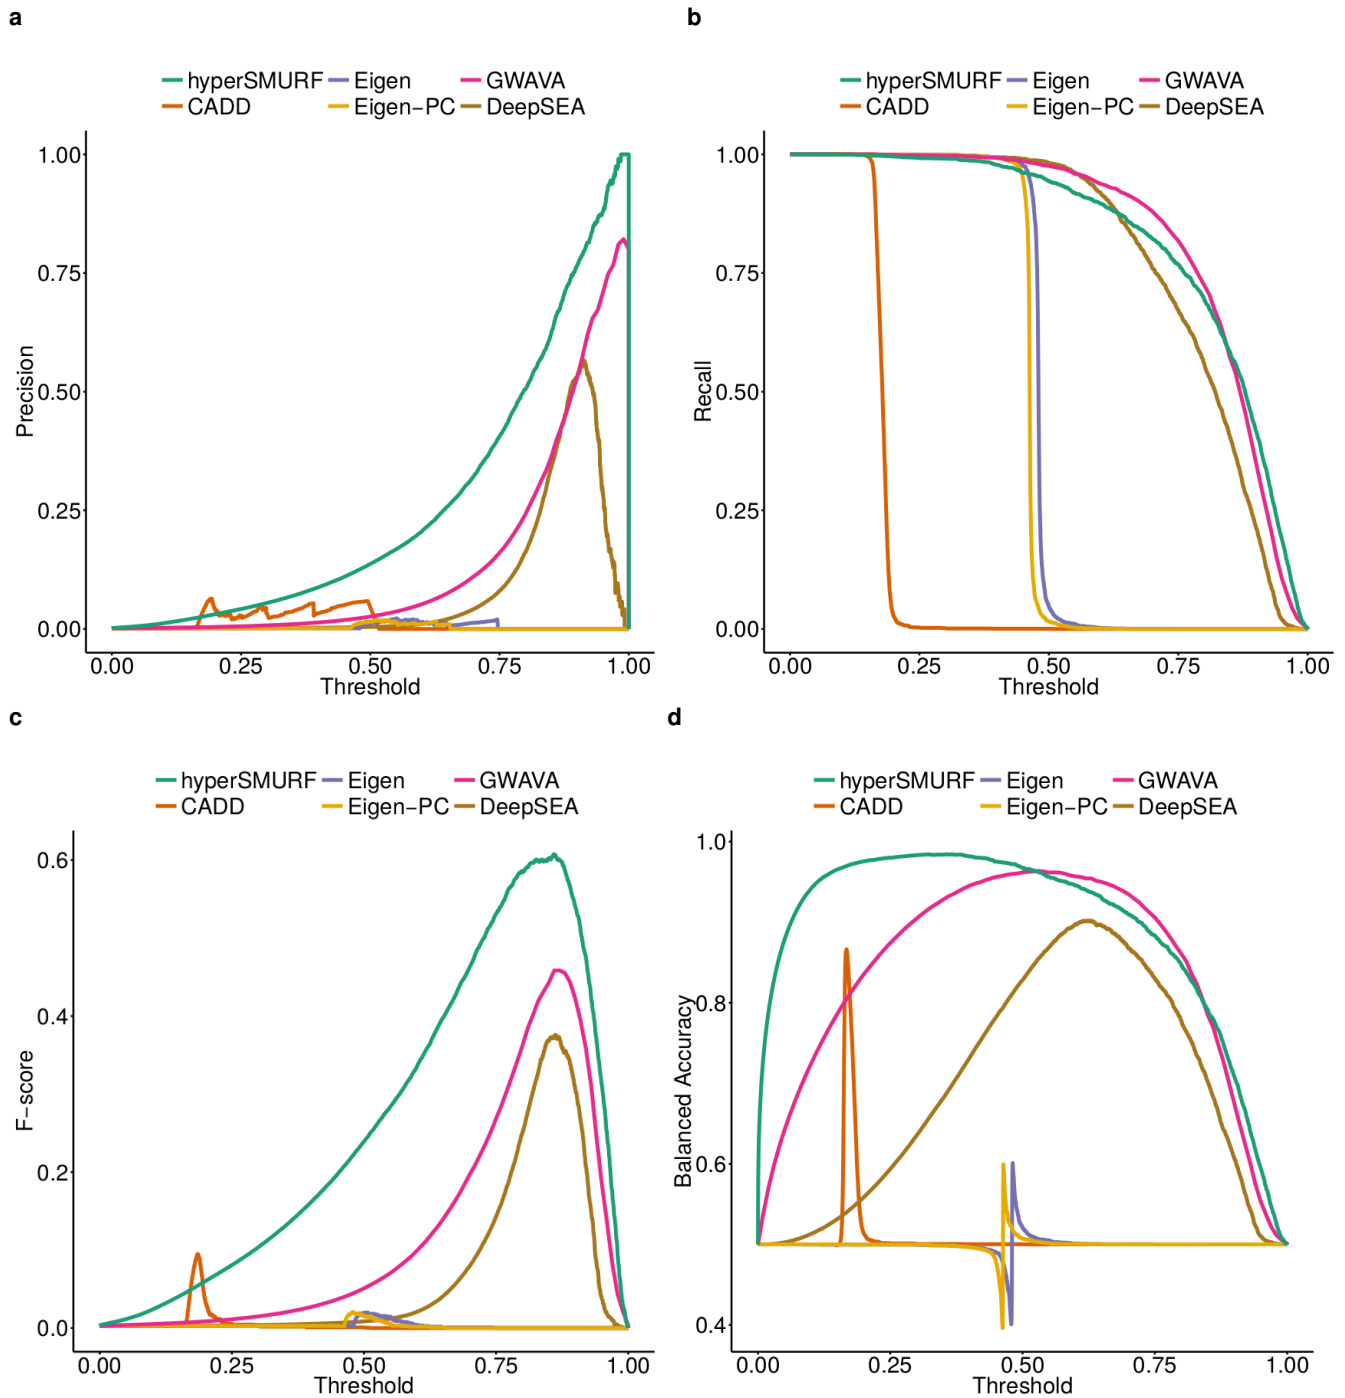 a
hyperSMURF Eigen GWAVA
CADD Eigen−PC DeepSEA
1.00
0.75
0.50
0.25
0.00
Precision
0.00 0.25 0.50 0.75 1.00
Threshold
b
hyperSMURF Eigen GWAVA
CADD Eigen−PC DeepSEA
1.00
0.75
0.50
0.25
0.00
Recall
0.00 0.25 0.50 0.75 1.00
Threshold
c
hyperSMURF Eigen GWAVA
CADD Eigen−PC DeepSEA
0.6
0.4
0.2
0.0
F−score
0.00 0.25 0.50 0.75 1.00
Threshold
d
hyperSMURF Eigen GWAVA
CADD Eigen−PC DeepSEA
1.0
0.8
0.6
0.4
Balanced Accuracy
0.00 0.25 0.50 0.75 1.00
Threshold